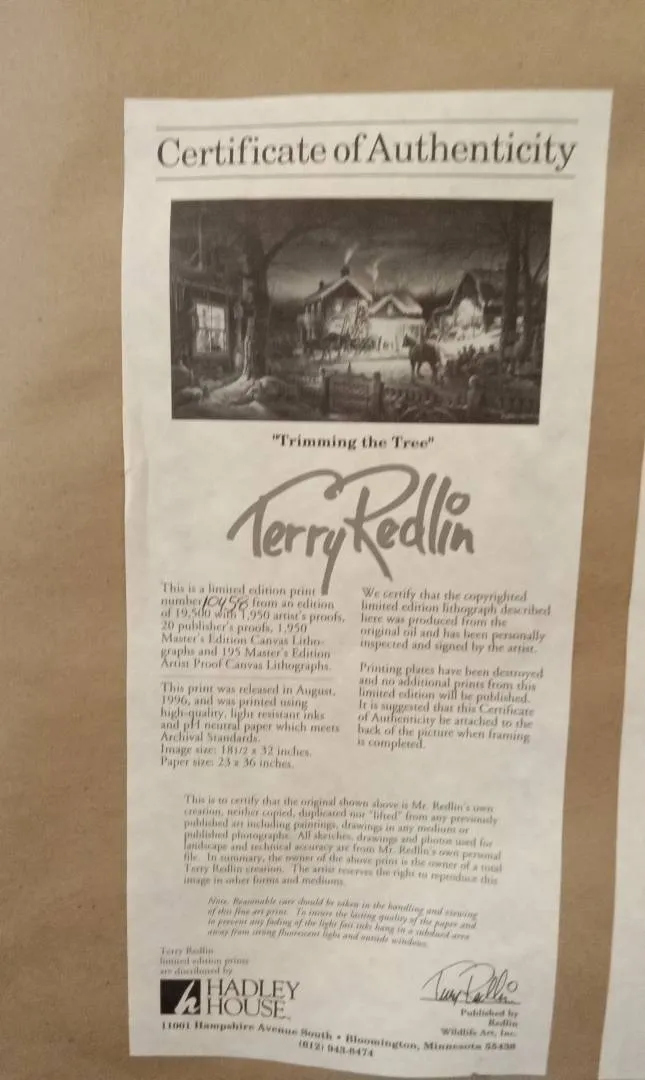 Certificate of Authenticity
"Trimming the Tree"
Terry Redlin
This is a limited edition print
number 10458 from an edition
of 19,500 with 1,950 artist's proofs,
20 publisher's proofs, 1,950
Master's Edition Canvas Litho-
graphs and 195 Master's Edition
Artist Proof Canvas Lithographs.
This print was released in August,
1996, and was printed using
high-quality, light resistant inks
and pH neutral paper which meets
Archival Standards.
Image size: 18 1/2 x 32 inches.
Paper size: 23 x 36 inches.
We certify that the copyrighted
limited edition lithograph described
here was produced from the
original oil and has been personally
inspected and signed by the artist.
Printing plates have been destroyed
and no additional prints from this
limited edition will be published.
It is suggested that this Certificate
of Authenticity be attached to the
back of the picture when framing
is completed.
This is to certify that the original shown above is Mr. Redlin's own
creation, neither copied, duplicated nor "lifted" from any previously
published art including paintings, drawings in any medium or
published photographs. All sketches, drawings and photos used for
landscape and technical accuracy are from Mr. Redlin's own personal
file. In summary, the owner of the above print is the owner of a total
Terry Redlin creation. The artist reserves the right to reproduce this
image in other forms and mediums.
Note. Reasonable care should be taken in the handling and viewing
of this fine art print. To insure the lasting quality of the paper and
to prevent any fading of the light fast inks hang in a subdued area
away from strong fluorescent light and outside windows.
Terry Redlin
limited edition prints
are distributed by
HADLEY
HOUSE
Terry Redlin
Published by
Redlin
Wildlife Art, Inc.
11001 Hampshire Avenue South • Bloomington, Minnesota 55438
(612) 943-8474